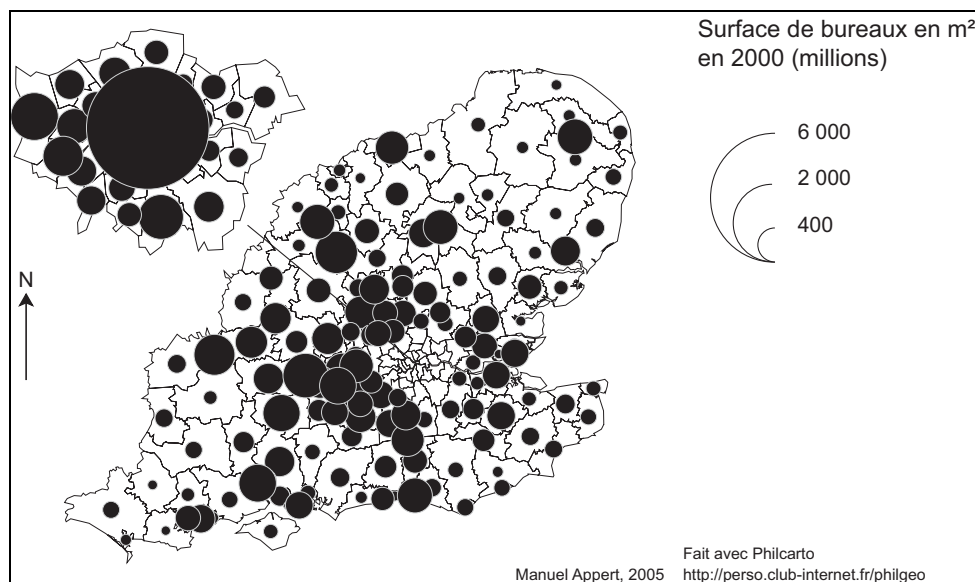 Surface de bureaux en m²
en 2000 (millions)
6 000
2 000
400
N
Fait avec Philcarto
Manuel Appert, 2005 http://perso.club-internet.fr/philgeo